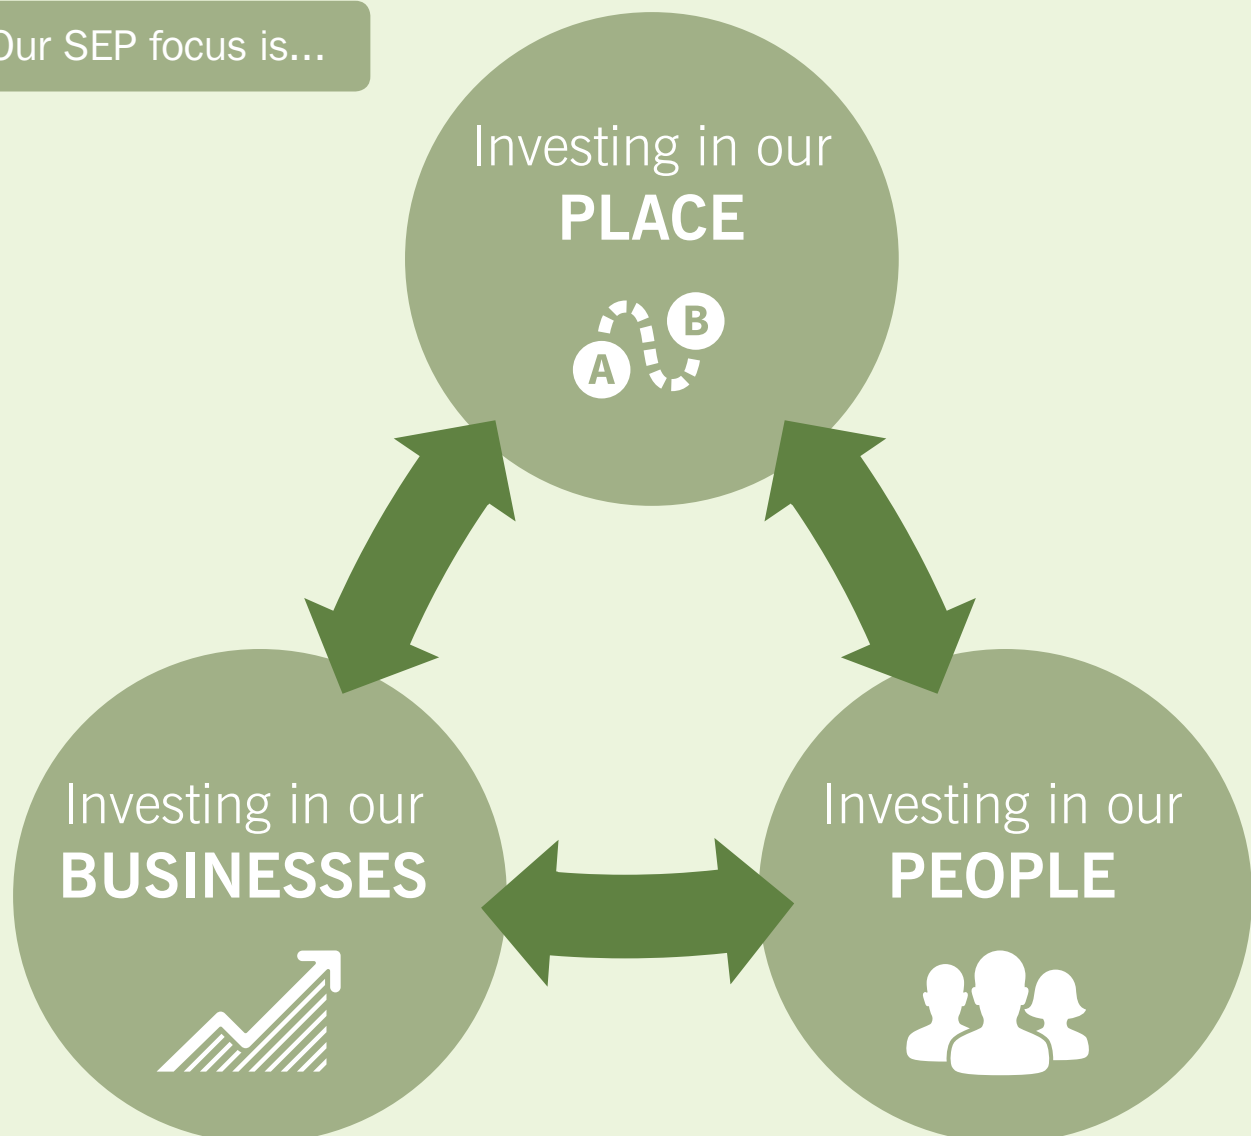 Our SEP focus is...
Investing in our
PLACE
A
B
Investing in our
BUSINESSES
Investing in our
PEOPLE